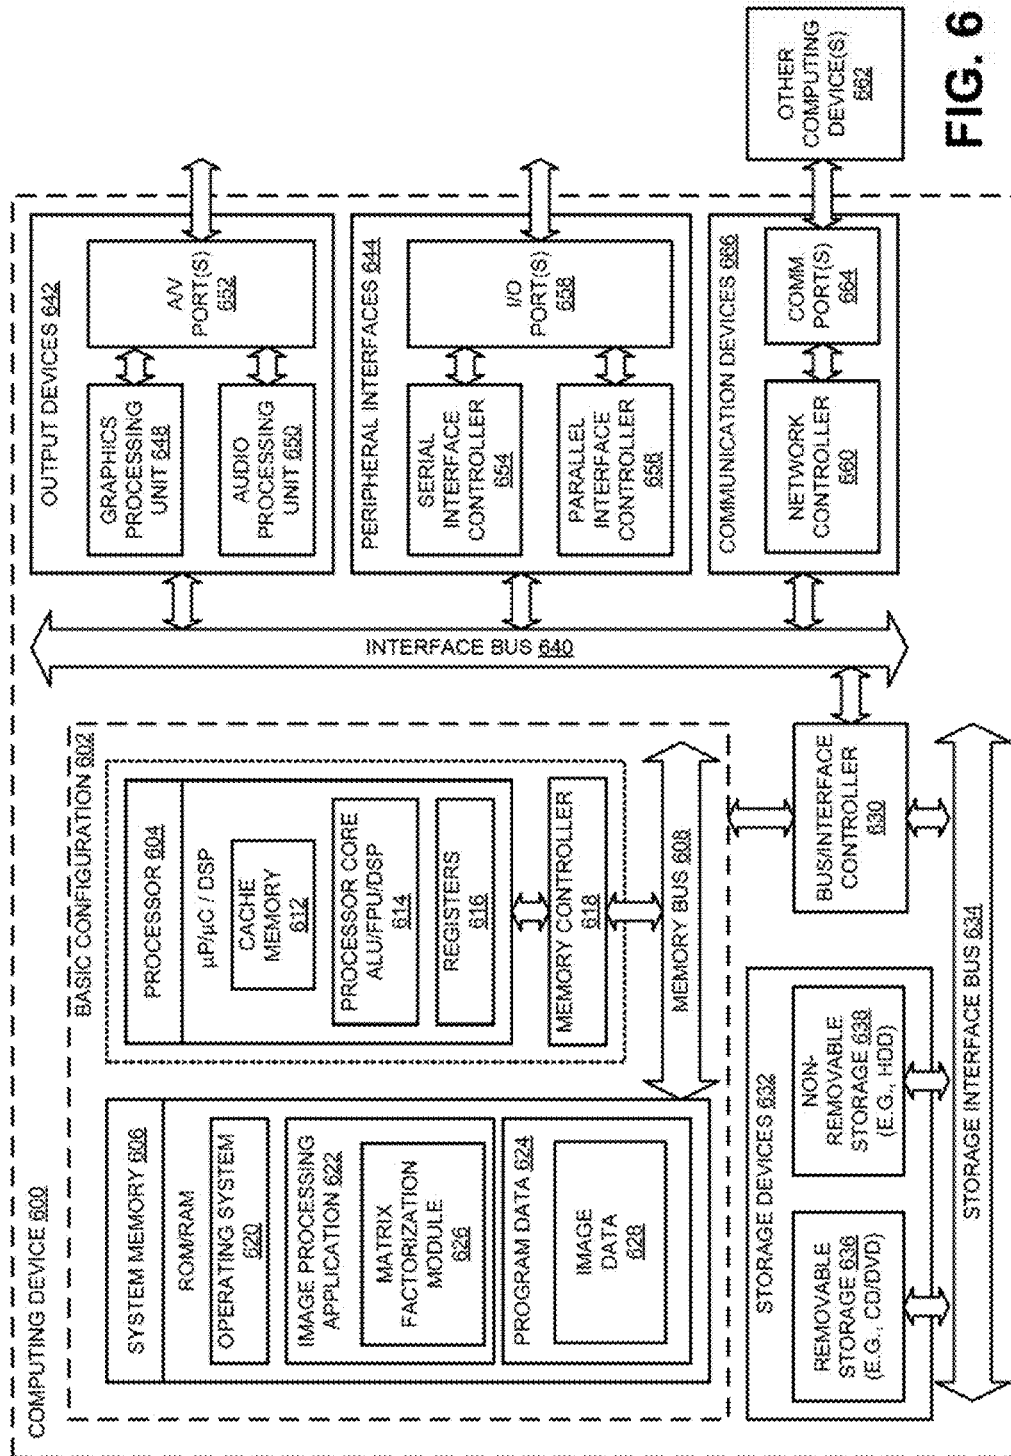 COMPUTING DEVICE 600
BASIC CONFIGURATION 602
SYSTEM MEMORY 606
ROM/RAM
OPERATING SYSTEM
620
IMAGE PROCESSING
APPLICATION 622
MATRIX
FACTORIZATION
MODULE
626
PROGRAM DATA 624
IMAGE
DATA
628
PROCESSOR 604
µP/µC / DSP
CACHE
MEMORY
612
PROCESSOR CORE
ALU/FPU/DSP
614
REGISTERS
616
MEMORY CONTROLLER
618
MEMORY BUS 608
BUS/INTERFACE
CONTROLLER
630
STORAGE DEVICES 632
REMOVABLE
STORAGE 636
(E.G., CD/DVD)
NON-
REMOVABLE
STORAGE 638
(E.G., HDD)
STORAGE INTERFACE BUS 634
INTERFACE BUS 640
OUTPUT DEVICES 642
GRAPHICS
PROCESSING
UNIT 648
AUDIO
PROCESSING
UNIT 650
A/V
PORT(S)
652
PERIPHERAL INTERFACES 644
SERIAL
INTERFACE
CONTROLLER
654
PARALLEL
INTERFACE
CONTROLLER
656
I/O
PORT(S)
658
COMMUNICATION DEVICES 666
NETWORK
CONTROLLER
660
COMM
PORT(S)
664
OTHER
COMPUTING
DEVICE(S)
662
FIG. 6